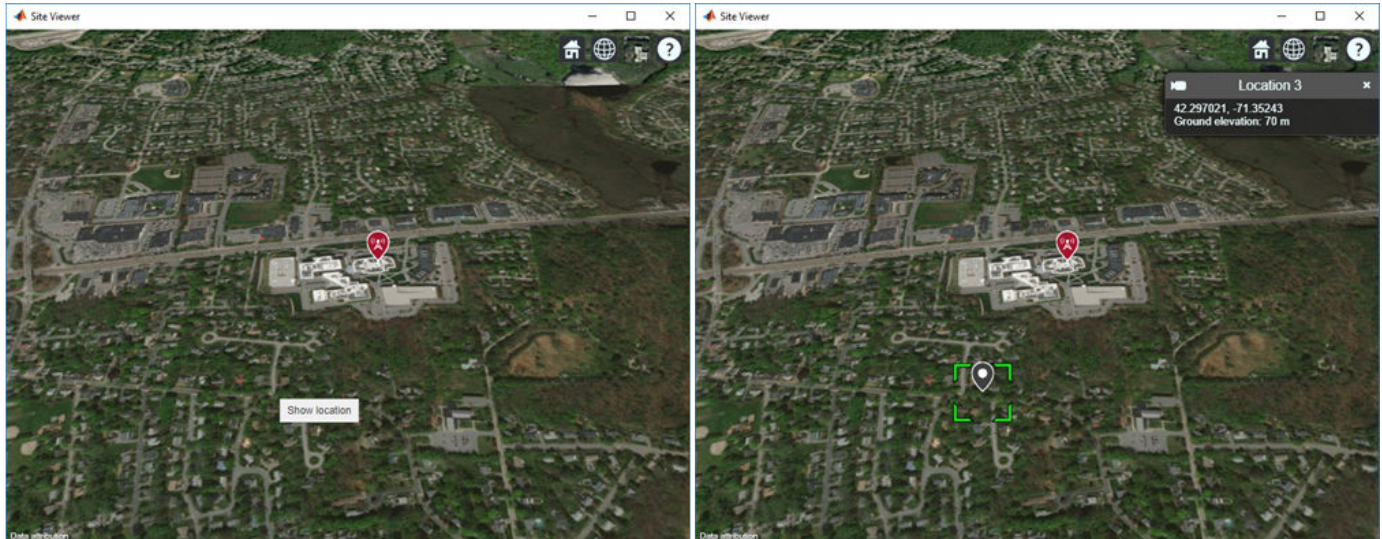 Site Viewer
Show location
Data attribution
Site Viewer
?
Location 3
42.297021, -71.35243
Ground elevation: 70 m
Data attribution